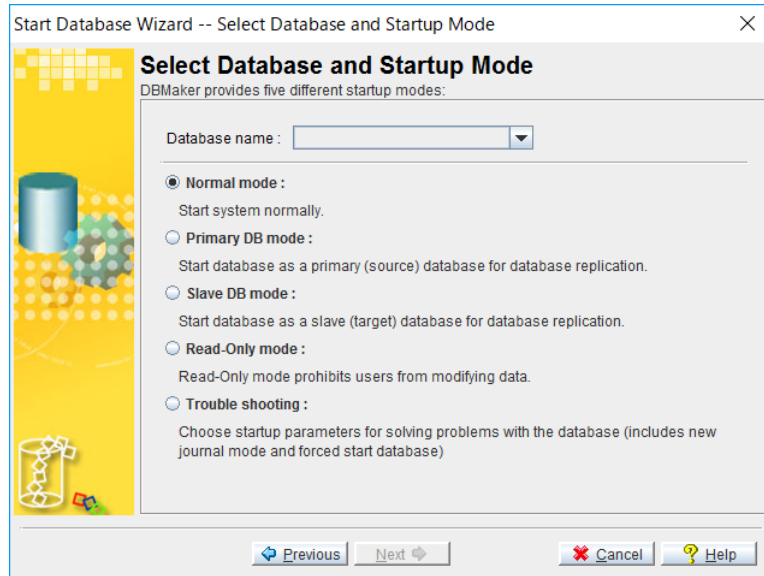 Start Database Wizard -- Select Database and Startup Mode
Select Database and Startup Mode
DBMaker provides five different startup modes:
Database name :
Normal mode :
Start system normally.
Primary DB mode :
Start database as a primary (source) database for database replication.
Slave DB mode :
Start database as a slave (target) database for database replication.
Read-Only mode :
Read-Only mode prohibits users from modifying data.
Trouble shooting :
Choose startup parameters for solving problems with the database (includes new
journal mode and forced start database)
Previous Next Cancel Help